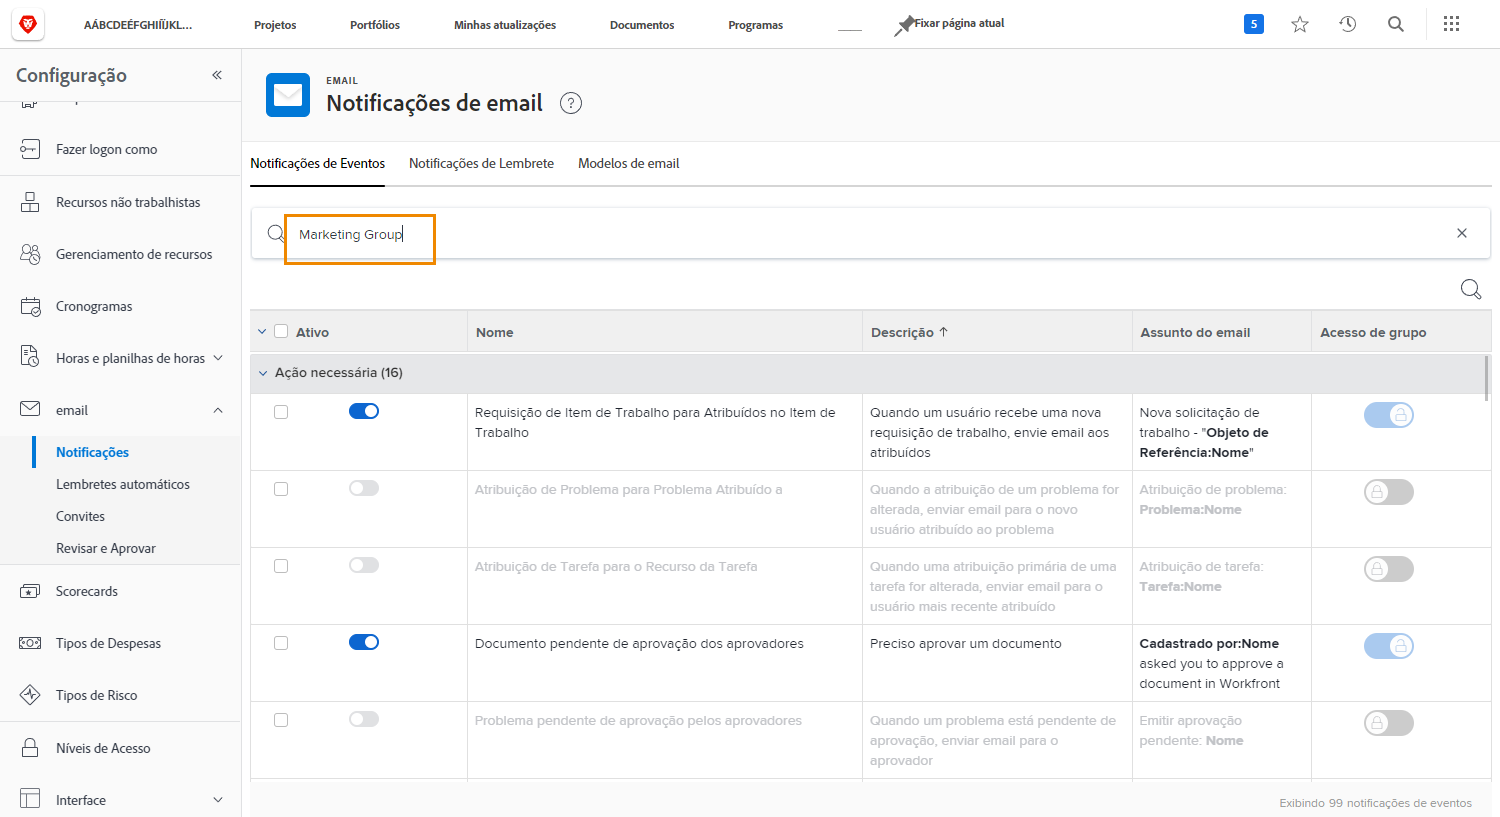 AÁBCDEÉFGHIÍÏJKL...
Projetos
Portfólios
Minhas atualizações
Documentos
Programas
Fixar página atual
5
Configuração
Fazer logon como
Recursos não trabalhistas
Gerenciamento de recursos
Cronogramas
Horas e planilhas de horas
email
Notificações
Lembretes automáticos
Convites
Revisar e Aprovar
Scorecards
Tipos de Despesas
Tipos de Risco
Níveis de Acesso
Interface
EMAIL
Notificações de email
?
Notificações de Eventos
Notificações de Lembrete
Modelos de email
Marketing Group
Ativo
Nome
Descrição ↑
Assunto do email
Acesso de grupo
Ação necessária (16)
Requisição de Item de Trabalho para Atribuídos no Item de
Trabalho
Quando um usuário recebe uma nova
requisição de trabalho, envie email aos
atribuídos
Nova solicitação de
trabalho - "Objeto de
Referência:Nome"
Atribuição de Problema para Problema Atribuído a
Quando a atribuição de um problema for
alterada, enviar email para o novo
usuário atribuído ao problema
Atribuição de problema:
Problema:Nome
Atribuição de Tarefa para o Recurso da Tarefa
Quando uma atribuição primária de uma
tarefa for alterada, enviar email para o
usuário mais recente atribuído
Atribuição de tarefa:
Tarefa:Nome
Documento pendente de aprovação dos aprovadores
Preciso aprovar um documento
Cadastrado por:Nome
asked you to approve a
document in Workfront
Problema pendente de aprovação pelos aprovadores
Quando um problema está pendente de
aprovação, enviar email para o
aprovador
Emitir aprovação
pendente: Nome
Exibindo 99 notificações de eventos